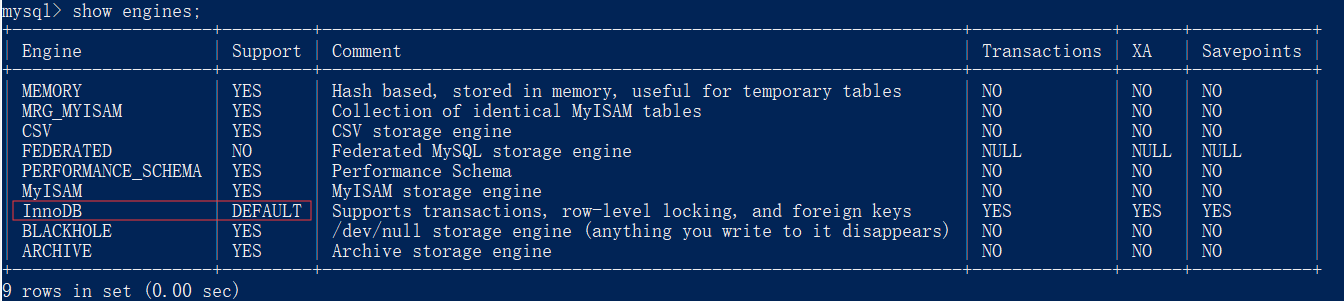 mysql> show engines;
+--------------------+---------+----------------------------------------------------------------+--------------+------+------------+
| Engine             | Support | Comment                                                        | Transactions | XA   | Savepoints |
+--------------------+---------+----------------------------------------------------------------+--------------+------+------------+
| MEMORY             | YES     | Hash based, stored in memory, useful for temporary tables      | NO           | NO   | NO         |
| MRG_MYISAM         | YES     | Collection of identical MyISAM tables                          | NO           | NO   | NO         |
| CSV                | YES     | CSV storage engine                                             | NO           | NO   | NO         |
| FEDERATED          | NO      | Federated MySQL storage engine                                 | NULL         | NULL | NULL       |
| PERFORMANCE_SCHEMA | YES     | Performance Schema                                             | NO           | NO   | NO         |
| MyISAM             | YES     | MyISAM storage engine                                          | NO           | NO   | NO         |
| InnoDB             | DEFAULT | Supports transactions, row-level locking, and foreign keys     | YES          | YES  | YES        |
| BLACKHOLE          | YES     | /dev/null storage engine (anything you write to it disappears) | NO           | NO   | NO         |
| ARCHIVE            | YES     | Archive storage engine                                         | NO           | NO   | NO         |
+--------------------+---------+----------------------------------------------------------------+--------------+------+------------+
9 rows in set (0.00 sec)